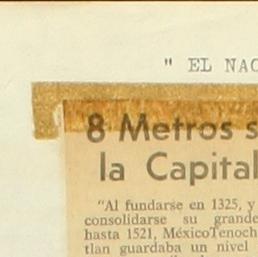 " EL NAC
8 Metros s
la Capital
"Al fundarse en 1325, y
consolidarse su grande
hasta 1521, MéxicoTenoch
tlan guardaba un nivel